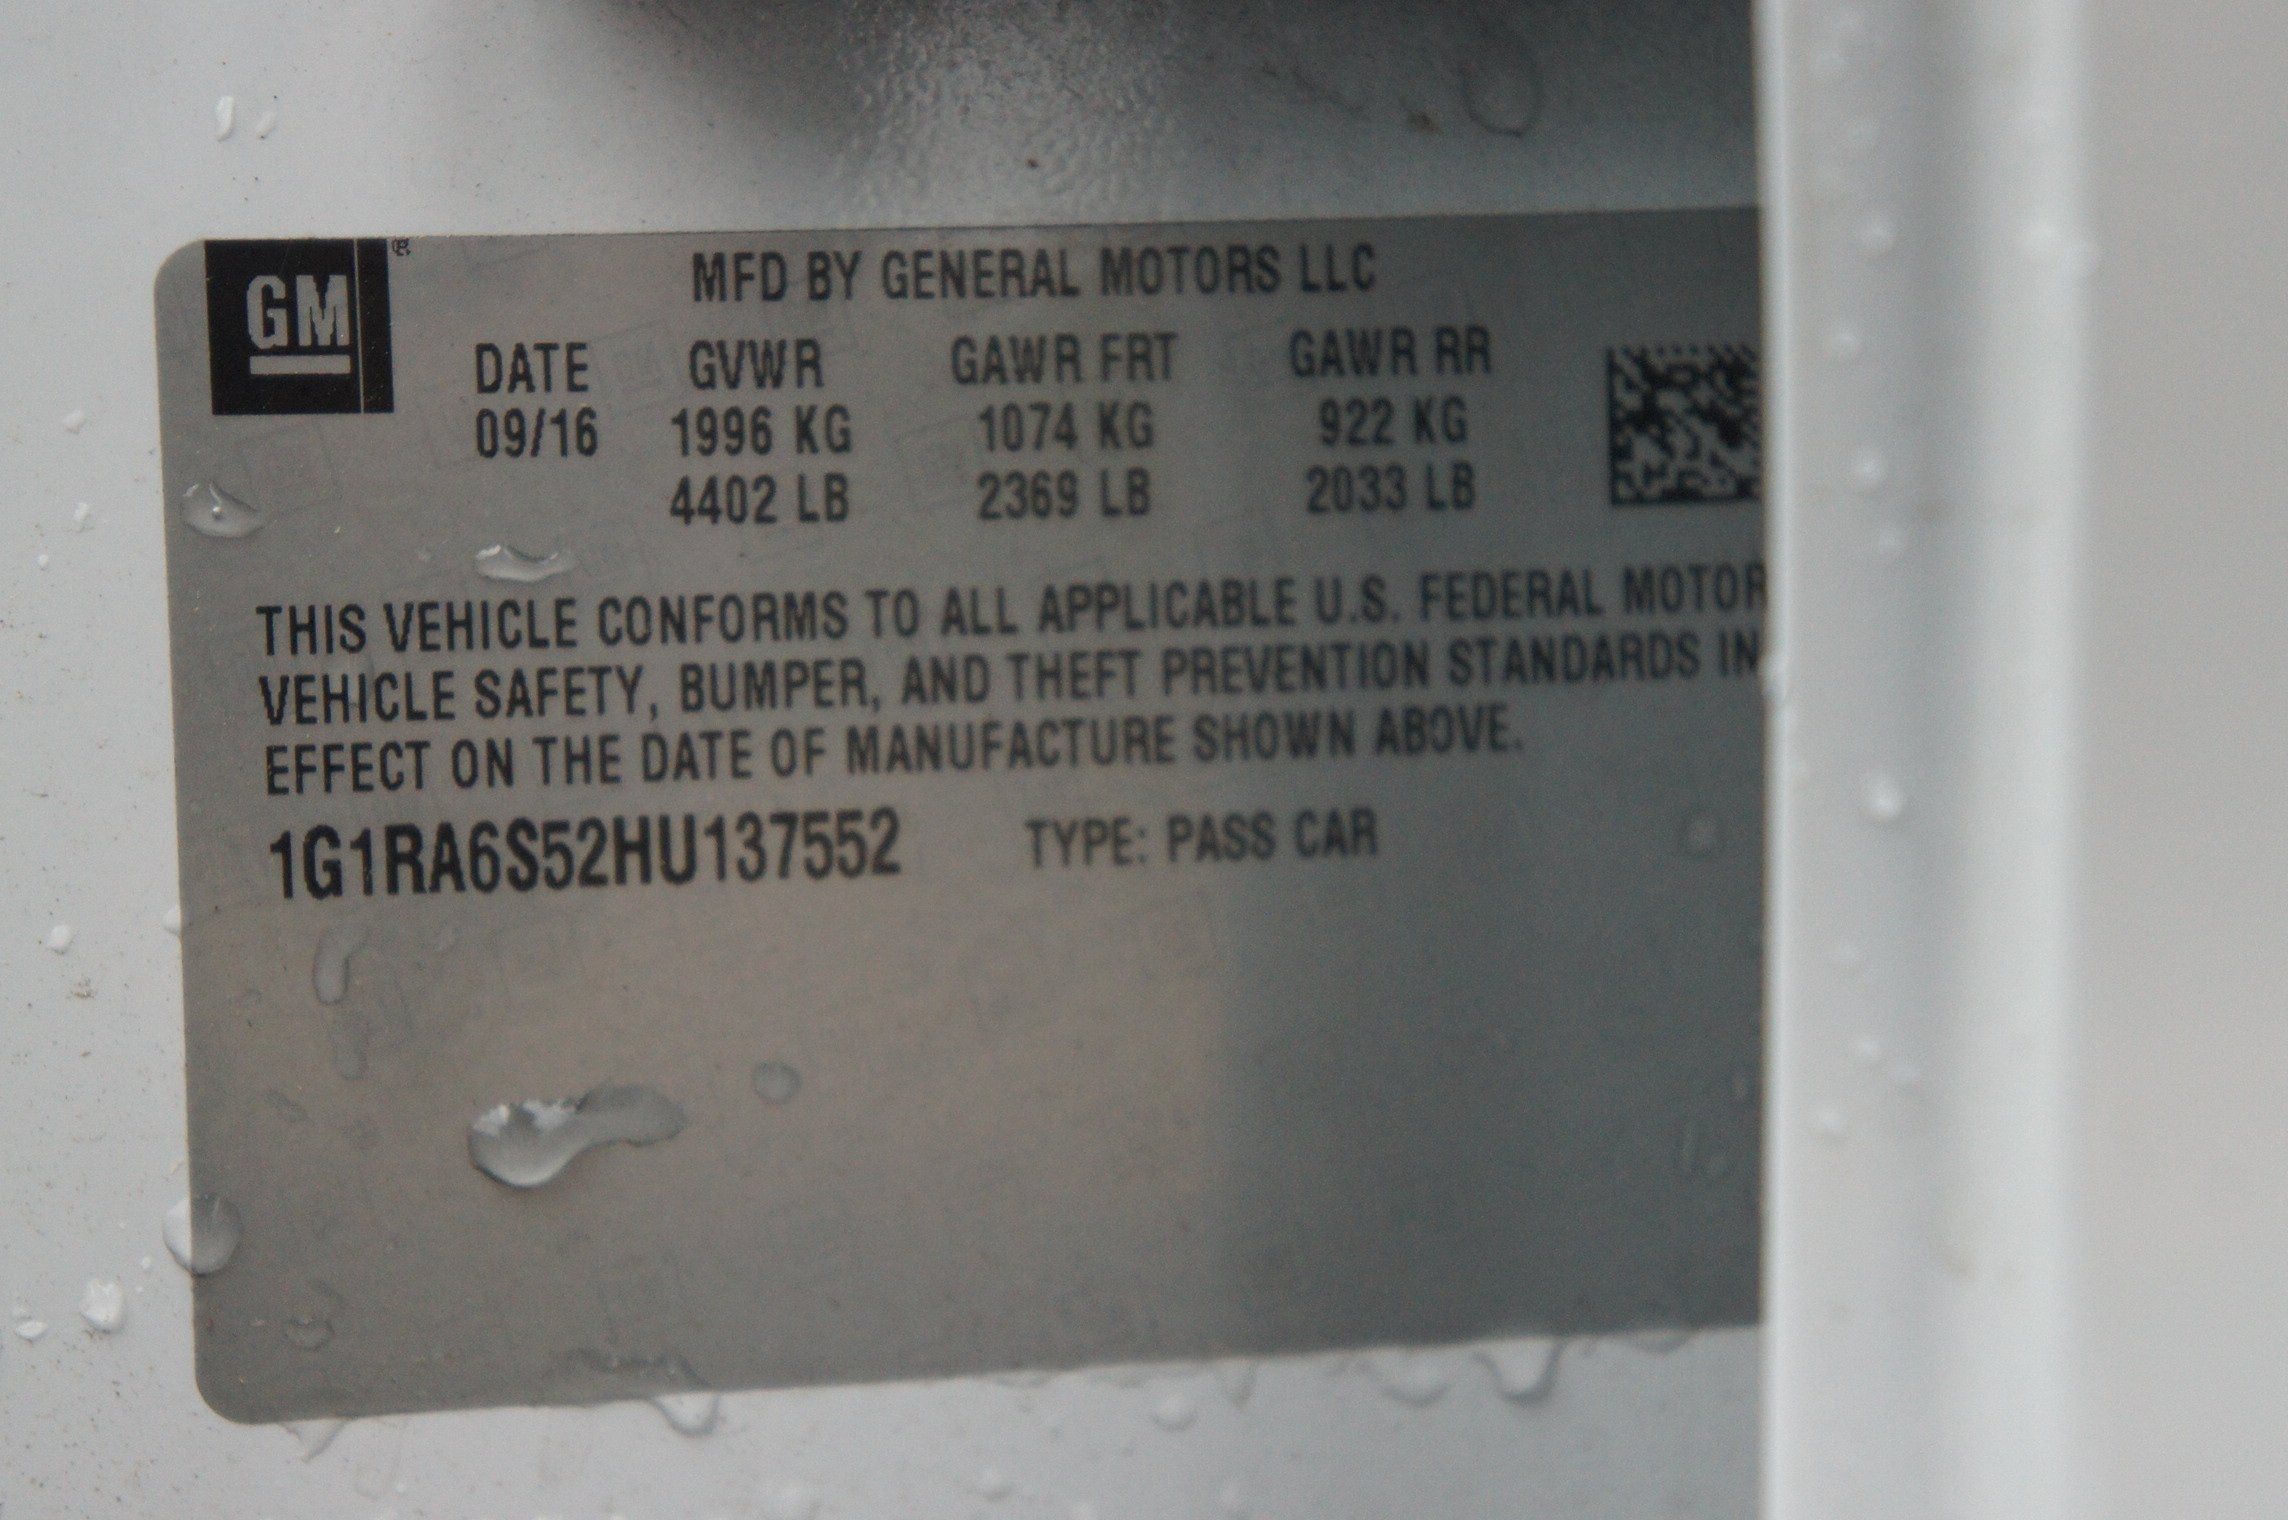 GM ®
MFD BY GENERAL MOTORS LLC
DATE GVWR GAWR FRT GAWR RR
09/16 1996 KG 1074 KG 922 KG
4402 LB 2369 LB 2033 LB
THIS VEHICLE CONFORMS TO ALL APPLICABLE U.S. FEDERAL MOTOR
VEHICLE SAFETY, BUMPER, AND THEFT PREVENTION STANDARDS IN
EFFECT ON THE DATE OF MANUFACTURE SHOWN ABOVE.
1G1RA6S52HU137552 TYPE: PASS CAR